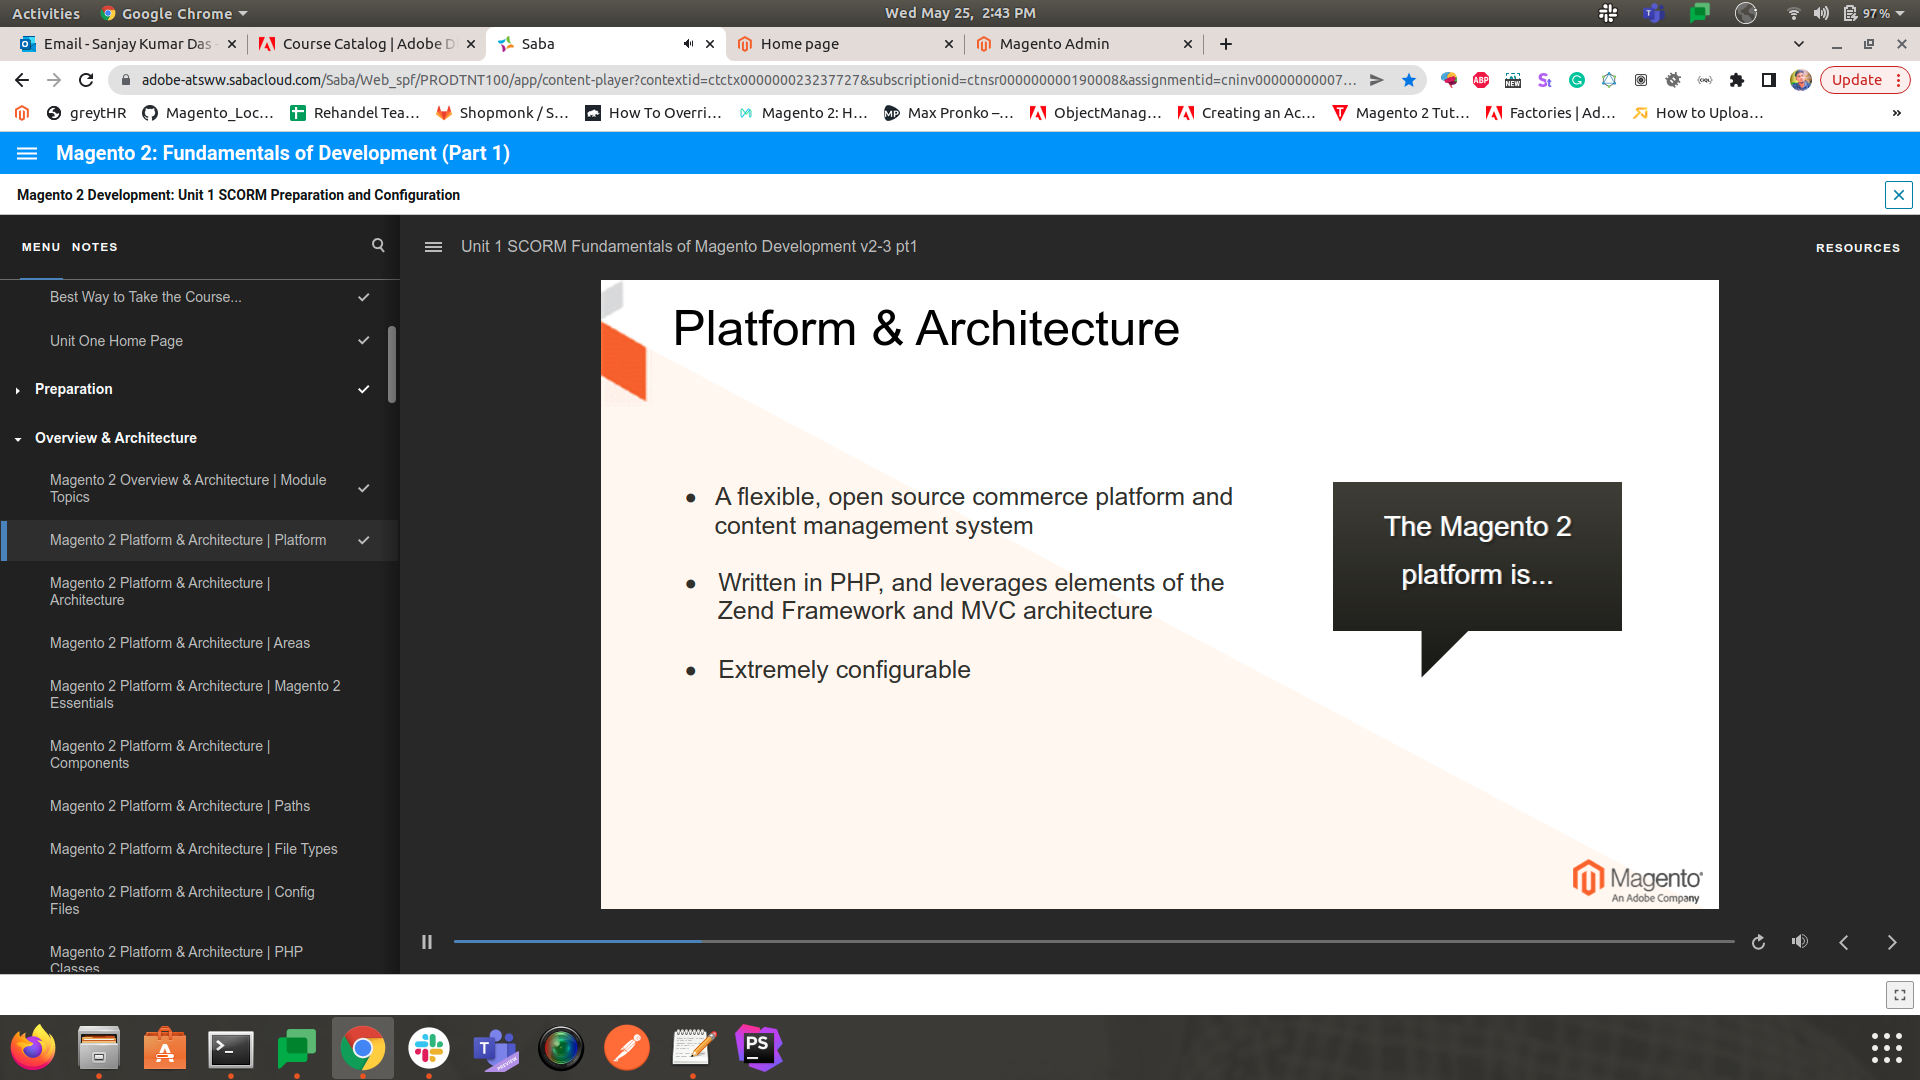 Activities
Google Chrome
Wed May 25, 2:43 PM
97%
Email - Sanjay Kumar Das -
Course Catalog | Adobe D
Saba
Home page
Magento Admin
adobe-atsww.sabacloud.com/Saba/Web_spf/PRODTNT100/app/content-player?contextid=ctctx000000023237727&subscriptionid=ctnsr000000000190008&assignmentid=cninv00000000007...
ABP
NEW
Update
greyHR
Magento_Loc...
Rehandel Tea...
Shopmonk / S...
How To Overri...
Magento 2: H...
Max Pronko –...
ObjectManag...
Creating an Ac...
Magento 2 Tut...
Factories | Ad...
How to Uploa...
»
Magento 2: Fundamentals of Development (Part 1)
Magento 2 Development: Unit 1 SCORM Preparation and Configuration
MENU NOTES
Unit 1 SCORM Fundamentals of Magento Development v2-3 pt1
RESOURCES
Best Way to Take the Course...
Unit One Home Page
Preparation
Overview & Architecture
Magento 2 Overview & Architecture | Module
Topics
Magento 2 Platform & Architecture | Platform
Magento 2 Platform & Architecture |
Architecture
Magento 2 Platform & Architecture | Areas
Magento 2 Platform & Architecture | Magento 2
Essentials
Magento 2 Platform & Architecture |
Components
Magento 2 Platform & Architecture | Paths
Magento 2 Platform & Architecture | File Types
Magento 2 Platform & Architecture | Config
Files
Magento 2 Platform & Architecture | PHP
Classes
Platform & Architecture
• A flexible, open source commerce platform and
content management system
• Written in PHP, and leverages elements of the
Zend Framework and MVC architecture
• Extremely configurable
The Magento 2
platform is...
Magento
An Adobe Company
PS